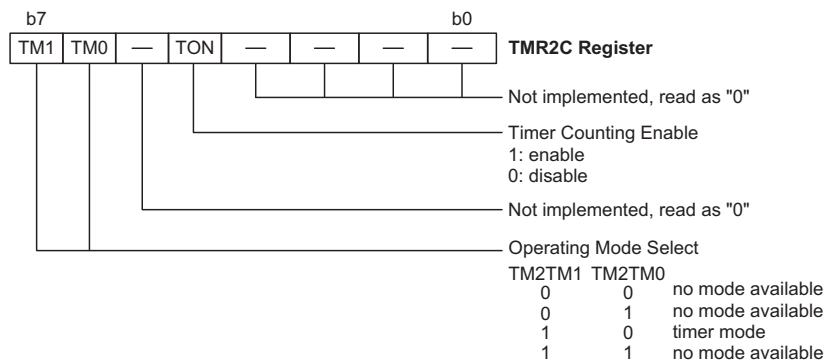 b7 b0
TM1 TM0 — TON — — — — TMR2C Register
Not implemented, read as "0"
Timer Counting Enable
1: enable
0: disable
Not implemented, read as "0"
Operating Mode Select
TM2TM1 TM2TM0
0 0 no mode available
0 1 no mode available
1 0 timer mode
1 1 no mode available